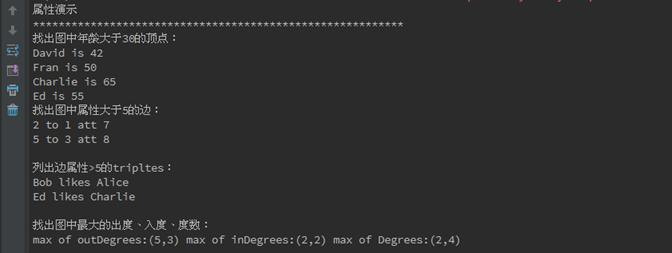 属性演示
**********************************************************
找出图中年龄大于30的顶点：
David is 42
Fran is 50
Charlie is 65
Ed is 55
找出图中属性大于5的边：
2 to 1 att 7
5 to 3 att 8
列出边属性>5的tripltes：
Bob likes Alice
Ed likes Charlie
找出图中最大的出度、入度、度数：
max of outDegrees:(5,3) max of inDegrees:(2,2) max of Degrees:(2,4)